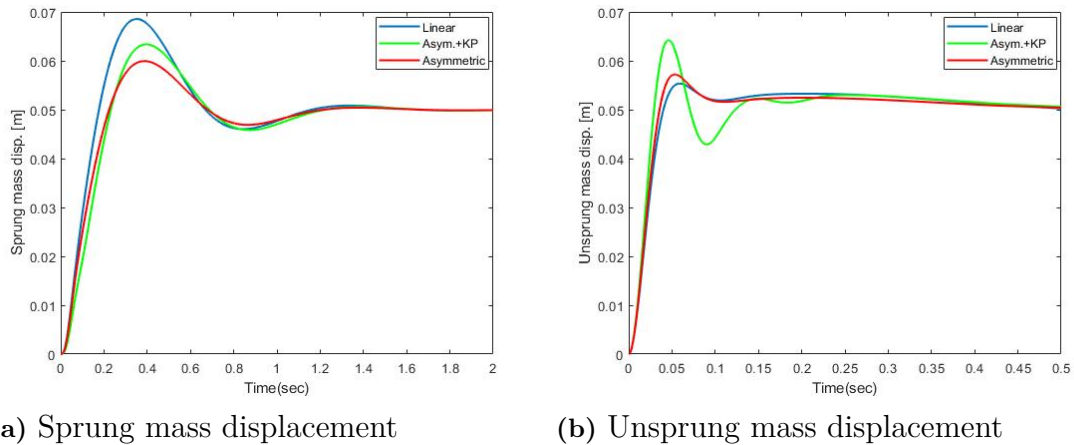 0.07
0.06
0.05
0.04
0.03
0.02
0.01
0
Sprung mass disp. [m]
Linear
Asym.+KP
Asymmetric
0 0.2 0.4 0.6 0.8 1 1.2 1.4 1.6 1.8 2
Time(sec)
a) Sprung mass displacement
0.07
0.06
0.05
0.04
0.03
0.02
0.01
0
Unsprung mass disp. [m]
Linear
Asym.+KP
Asymmetric
0 0.05 0.1 0.15 0.2 0.25 0.3 0.35 0.4 0.45 0.5
Time(sec)
(b) Unsprung mass displacement